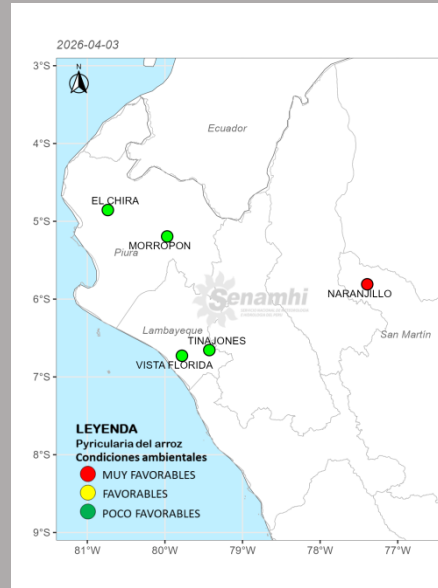 2026-04-03
N
3°S
4°S
5°S
6°S
7°S
8°S
9°S
Ecuador
EL CHIRA
MORROPON
Piura
Senamhi
NARANJILLO
San Martín
Lambayeque
TINAJONES
VISTA FLORIDA
LEYENDA
Pyricularia del arroz
Condiciones ambientales
MUY FAVORABLES
FAVORABLES
POCO FAVORABLES
81°W
80°W
79°W
78°W
77°W